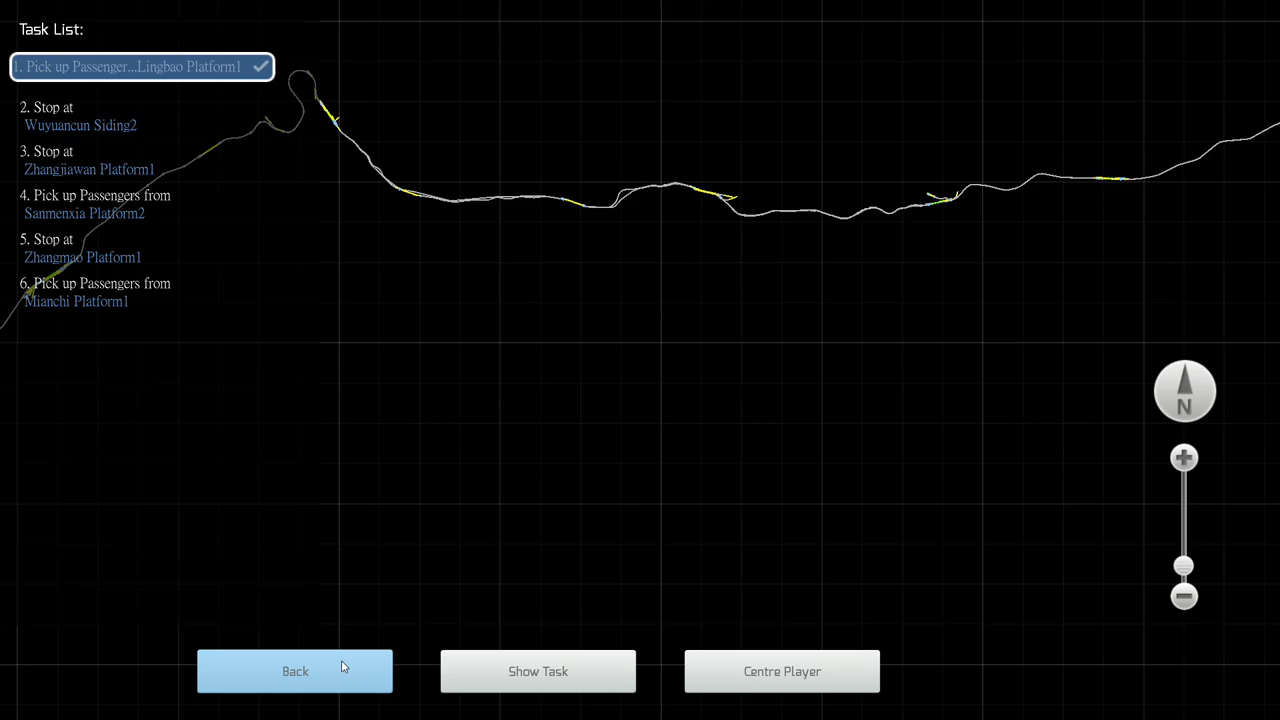 Task List:
1. Pick up Passenger...Lingbao Platform1
2. Stop at
Wuyuancun Siding2
3. Stop at
Zhangjiawan Platform1
4. Pick up Passengers from
Sanmenxia Platform2
5. Stop at
Zhangmao Platform1
6. Pick up Passengers from
Mianchi Platform1
N
Back
Show Task
Centre Player